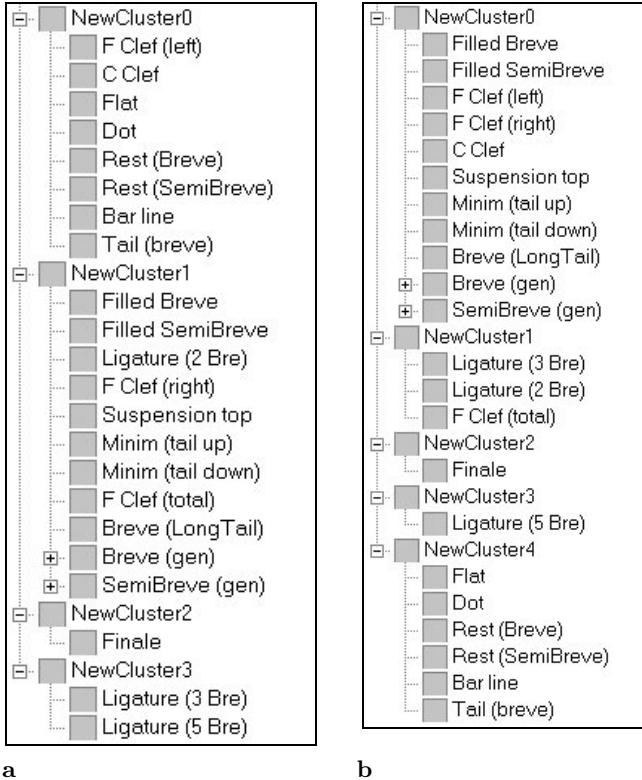 NewCluster0
F Clef (left)
C Clef
Flat
Dot
Rest (Breve)
Rest (SemiBreve)
Bar line
Tail (breve)
NewCluster1
Filled Breve
Filled SemiBreve
Ligature (2 Bre)
F Clef (right)
Suspension top
Minim (tail up)
Minim (tail down)
F Clef (total)
Breve (LongTail)
Breve (gen)
SemiBreve (gen)
NewCluster2
Finale
NewCluster3
Ligature (3 Bre)
Ligature (5 Bre)
a
NewCluster0
Filled Breve
Filled SemiBreve
F Clef (left)
F Clef (right)
C Clef
Suspension top
Minim (tail up)
Minim (tail down)
Breve (LongTail)
Breve (gen)
SemiBreve (gen)
NewCluster1
Ligature (3 Bre)
Ligature (2 Bre)
F Clef (total)
NewCluster2
Finale
NewCluster3
Ligature (5 Bre)
NewCluster4
Flat
Dot
Rest (Breve)
Rest (SemiBreve)
Bar line
Tail (breve)
b